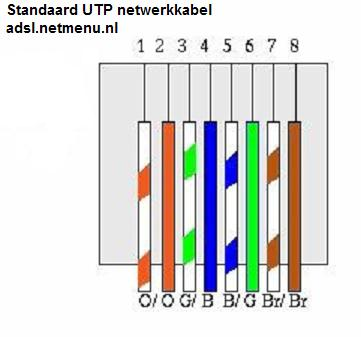 Standaard UTP netwerkkabel
adsl.netmenu.nl
1 2 3 4 5 6 7 8
O/ O G/ B B/ G Br/ Br